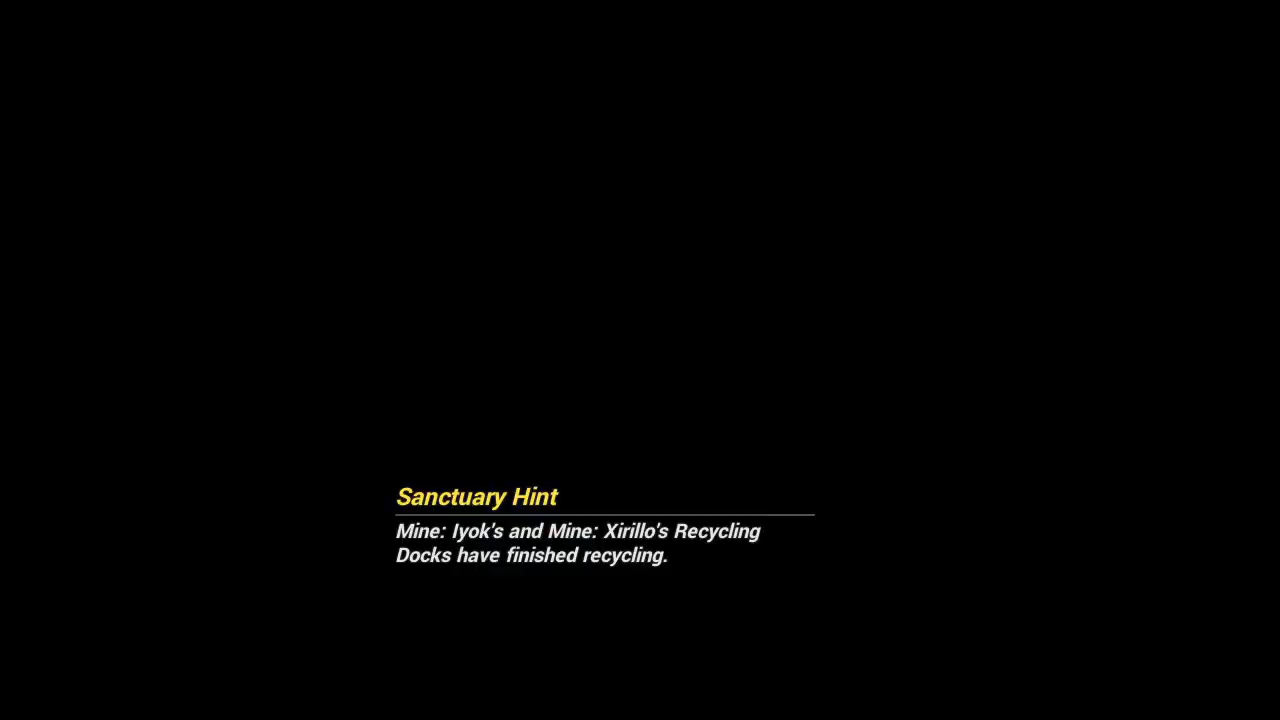 Sanctuary Hint
Mine: Iyok's and Mine: Xirillo's Recycling
Docks have finished recycling.